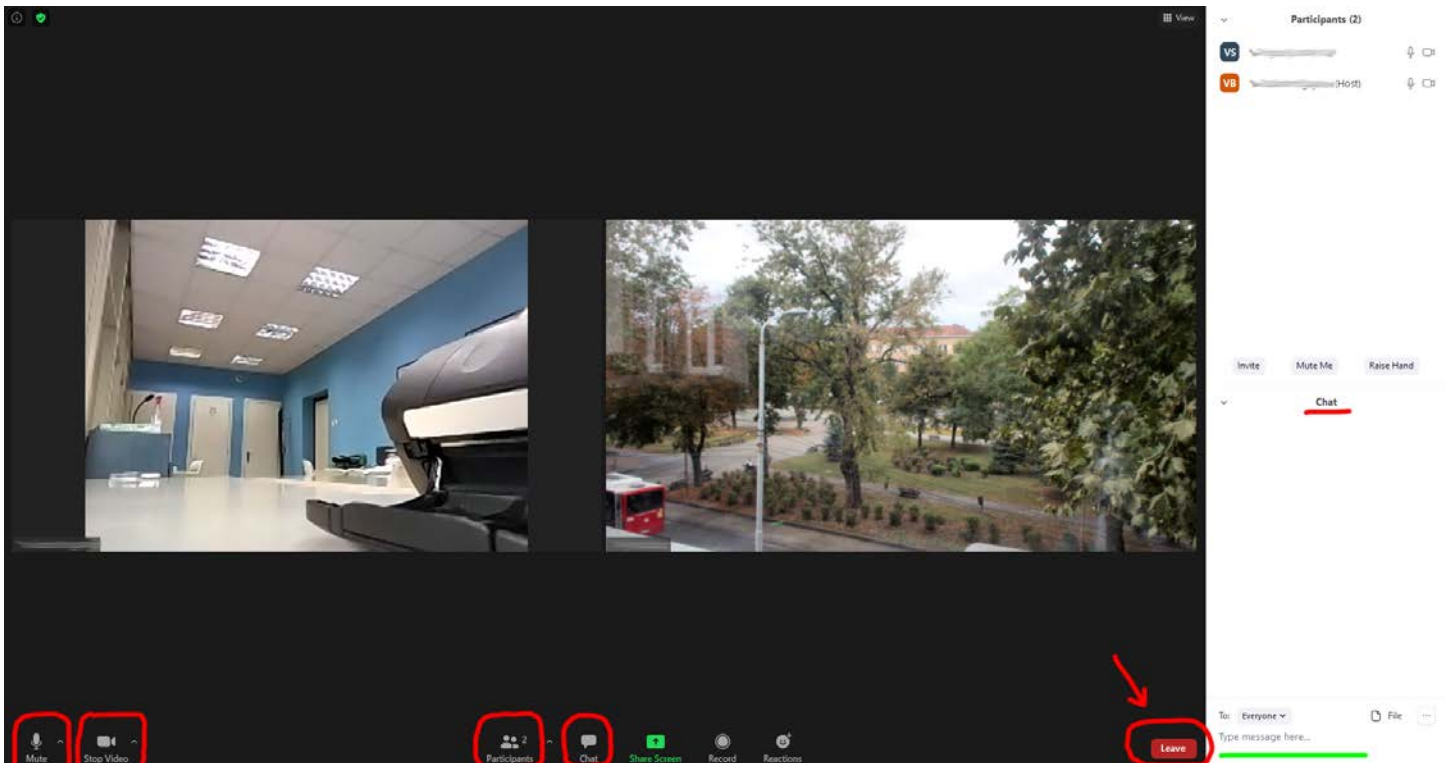 View
Participants (2)
VS
VB (Host)
Invite Mute Me Raise Hand
Chat
To: Everyone File ...
Type message here...
Mute Stop Video Participants 2 Chat Share Screen Record Reactions Leave